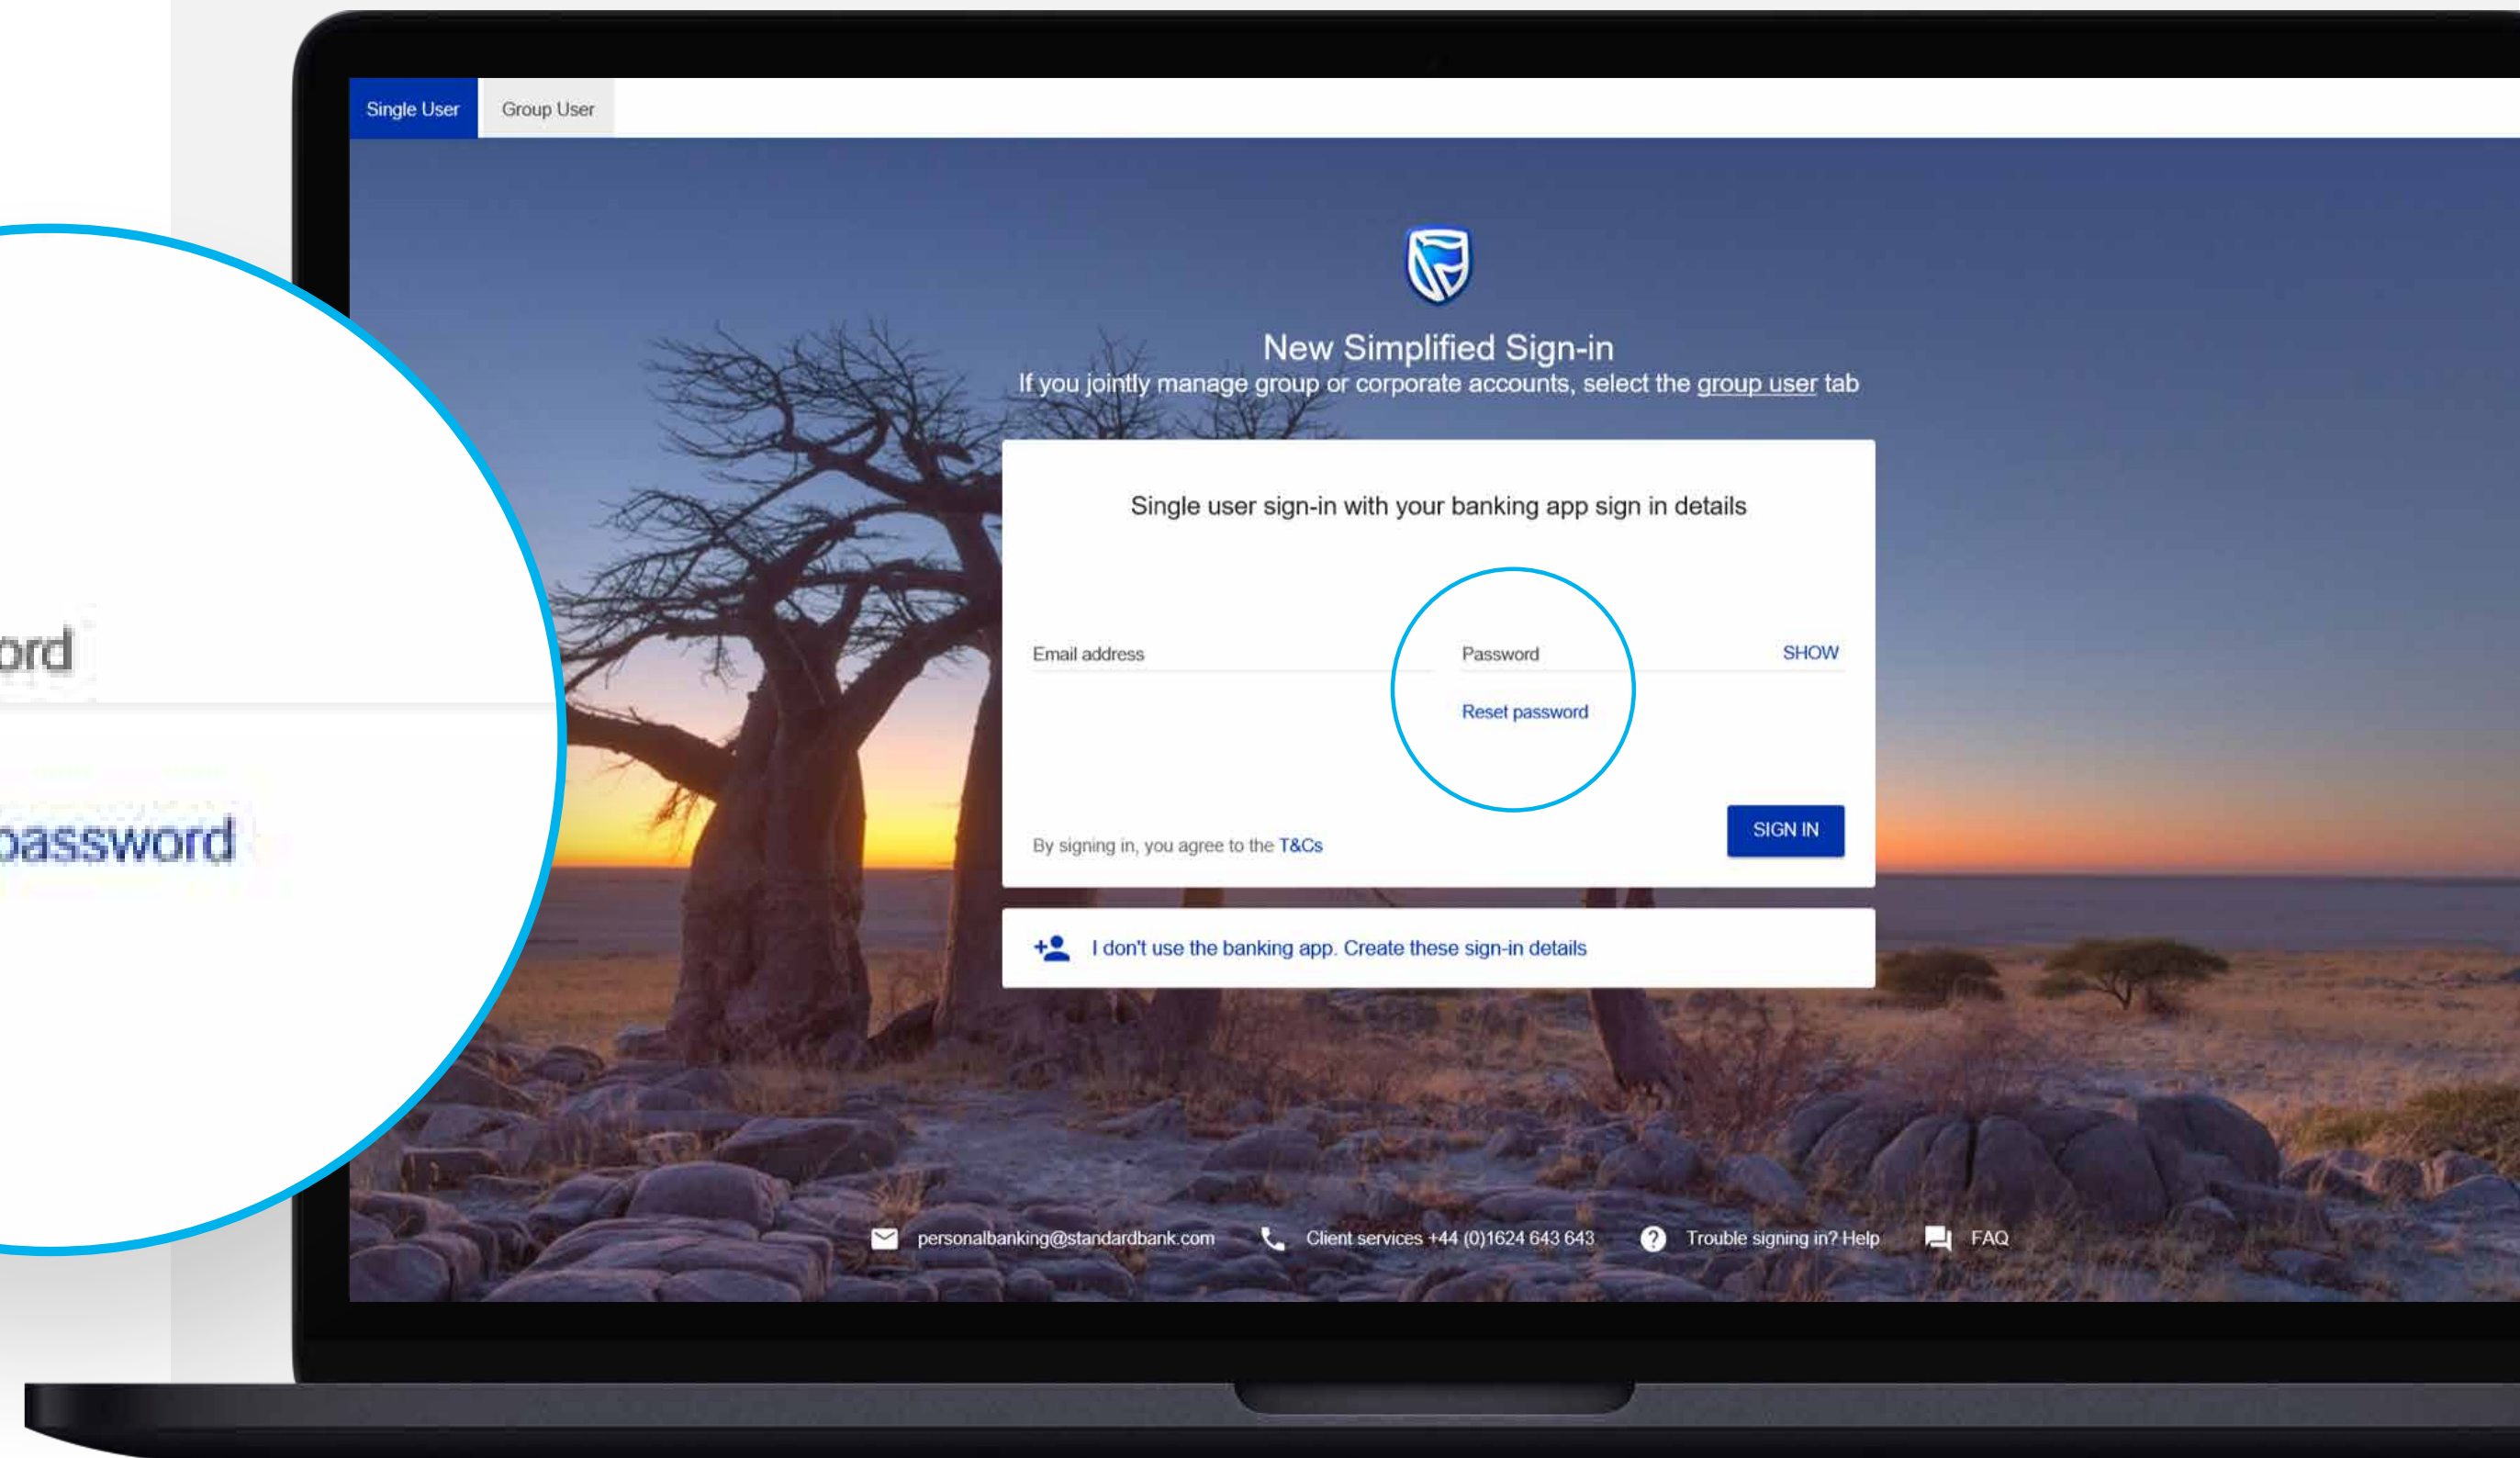 Single User
Group User
New Simplified Sign-in
If you jointly manage group or corporate accounts, select the group user tab
Single user sign-in with your banking app sign in details
Email address
Password
SHOW
Reset password
By signing in, you agree to the T&Cs
SIGN IN
I don't use the banking app. Create these sign-in details
personalbanking@standardbank.com
Client services +44 (0)1624 643 643
Trouble signing in? Help
FAQ
ord
password